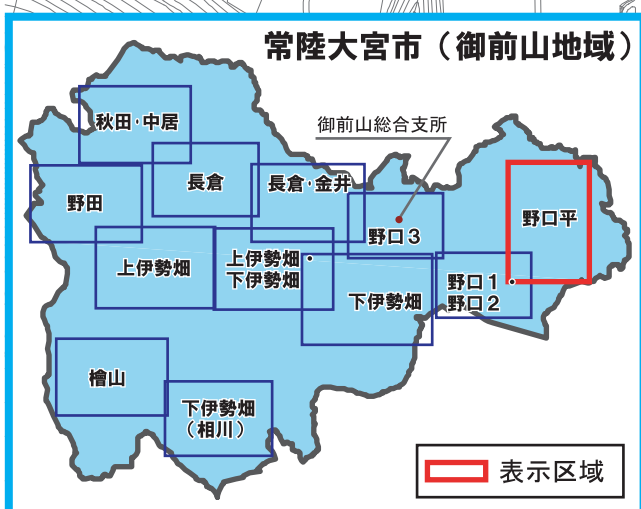 常陸大宮市（御前山地域）
秋田・中居
御前山総合支所
長倉
長倉・金井
野田
野口平
野口３
上伊勢畑
上伊勢畑
下伊勢畑
下伊勢畑
野口１
野口２
檜山
下伊勢畑
（相川）
表示区域